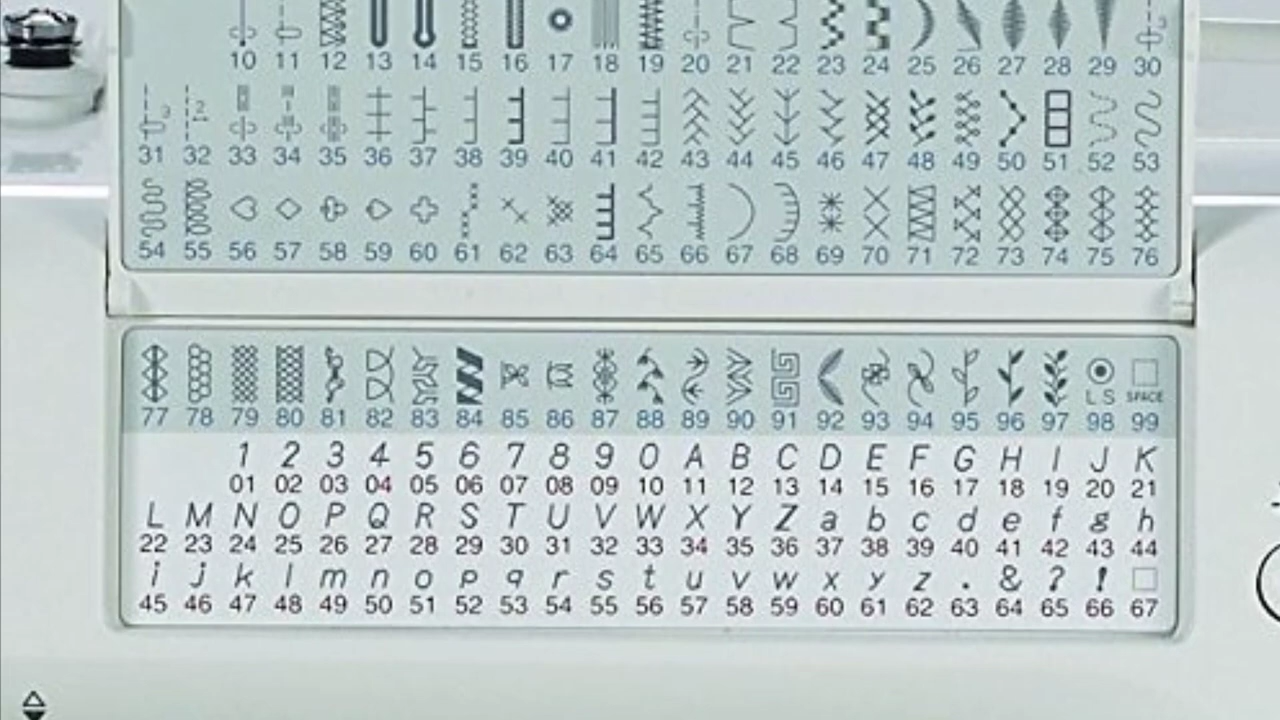 10 11 12 13 14 15 16 17 18 19 20 21 22 23 24 25 26 27 28 29 30
31 32 33 34 35 36 37 38 39 40 41 42 43 44 45 46 47 48 49 50 51 52 53
54 55 56 57 58 59 60 61 62 63 64 65 66 67 68 69 70 71 72 73 74 75 76
L S SPACE
77 78 79 80 81 82 83 84 85 86 87 88 89 90 91 92 93 94 95 96 97 98 99
1 2 3 4 5 6 7 8 9 0 A B C D E F G H I J K
01 02 03 04 05 06 07 08 09 10 11 12 13 14 15 16 17 18 19 20 21
L M N O P Q R S T U V W X Y Z a b c d e f g h
22 23 24 25 26 27 28 29 30 31 32 33 34 35 36 37 38 39 40 41 42 43 44
i j k l m n o p q r s t u v w x y z . & ? !
45 46 47 48 49 50 51 52 53 54 55 56 57 58 59 60 61 62 63 64 65 66 67